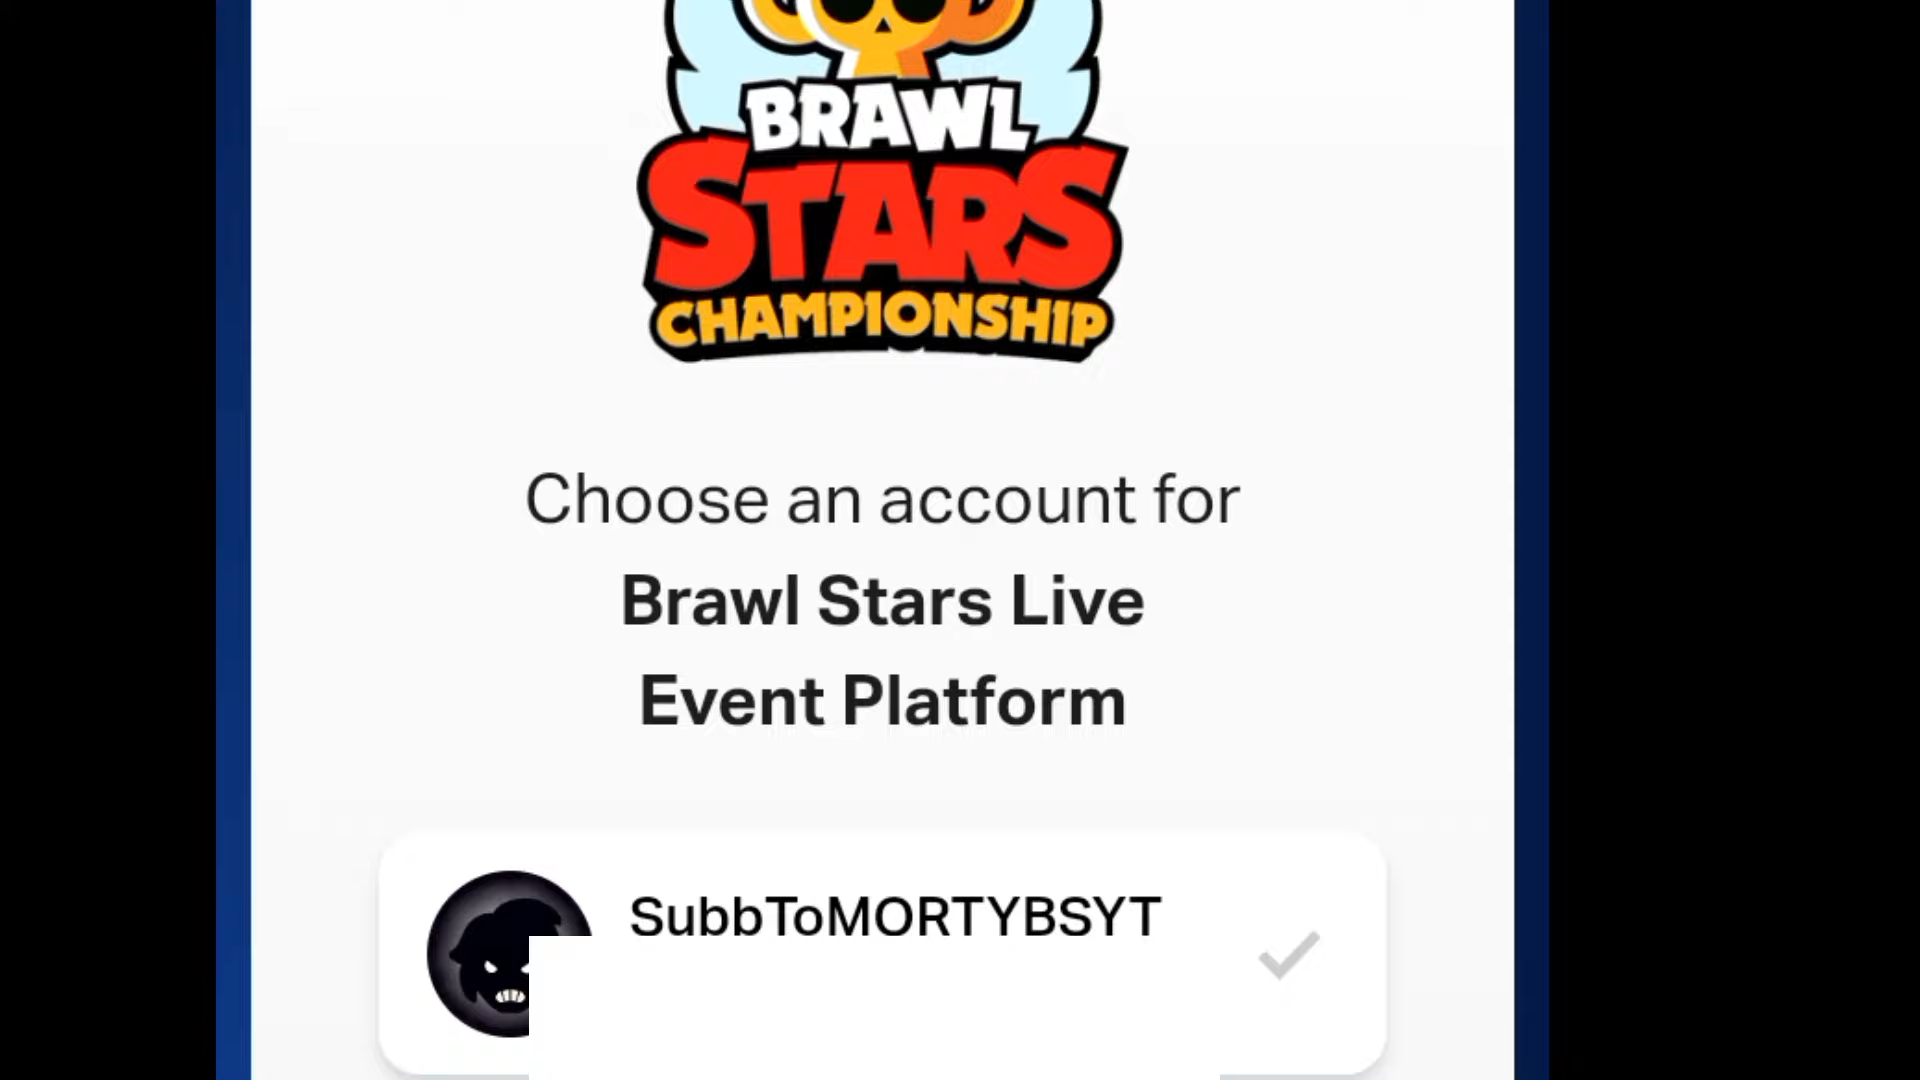 BRAWL
STARS
CHAMPIONSHIP
Choose an account for
Brawl Stars Live
Event Platform
SubbToMORTYBSYT